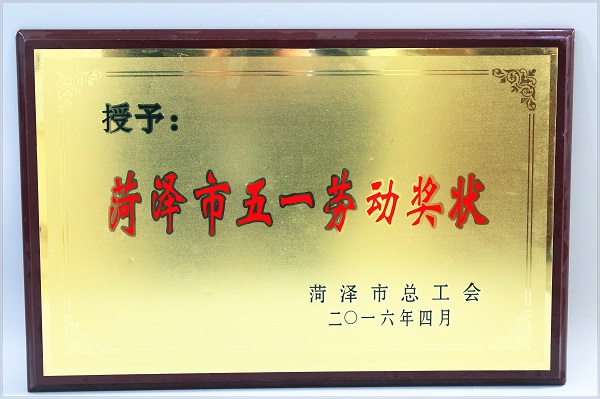 授予：
菏泽市五一劳动奖状
菏泽市总工会
二〇一六年四月